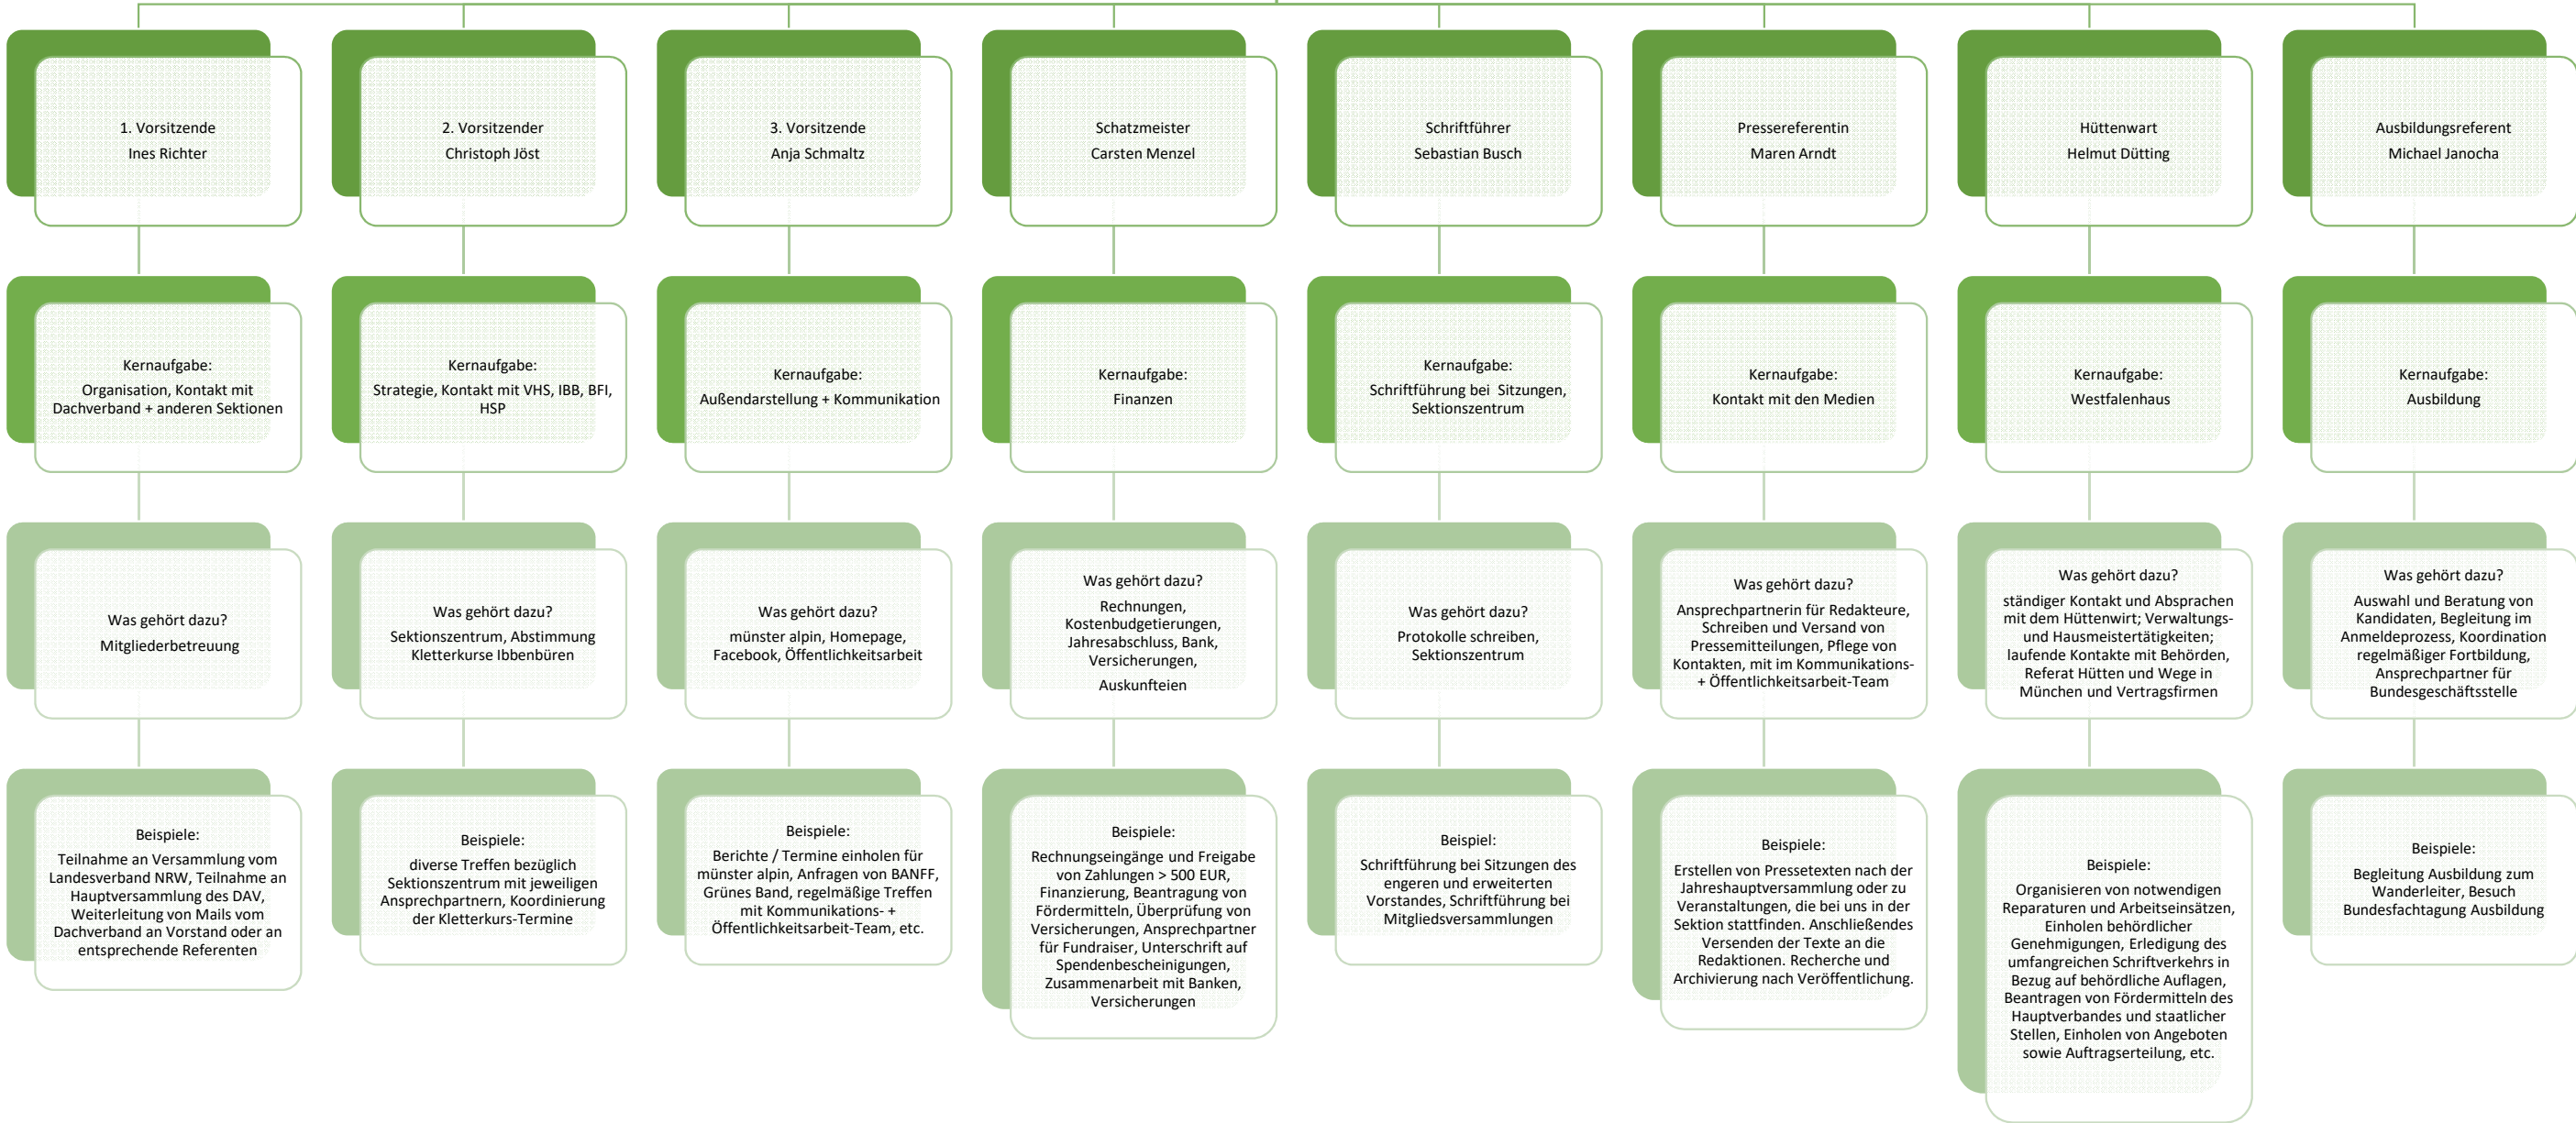 1. Vorsitzende
Ines Richter
2. Vorsitzender
Christoph Jöst
3. Vorsitzende
Anja Schmaltz
Schatzmeister
Carsten Menzel
Schriftführer
Sebastian Busch
Pressereferentin
Maren Arndt
Hüttenwart
Helmut Dütting
Ausbildungsreferent
Michael Janocha
Kernaufgabe:
Organisation, Kontakt mit
Dachverband + anderen Sektionen
Kernaufgabe:
Strategie, Kontakt mit VHS, IBB, BFI,
HSP
Kernaufgabe:
Außendarstellung + Kommunikation
Kernaufgabe:
Finanzen
Kernaufgabe:
Schriftführung bei Sitzungen,
Sektionszentrum
Kernaufgabe:
Kontakt mit den Medien
Kernaufgabe:
Westfalenhaus
Kernaufgabe:
Ausbildung
Was gehört dazu?
Mitgliederbetreuung
Was gehört dazu?
Sektionszentrum, Abstimmung
Kletterkurse Ibbenbüren
Was gehört dazu?
münster alpin, Homepage,
Facebook, Öffentlichkeitsarbeit
Was gehört dazu?
Rechnungen,
Kostenbudgetierungen,
Jahresabschluss, Bank,
Versicherungen,
Auskunfteien
Was gehört dazu?
Protokolle schreiben,
Sektionszentrum
Was gehört dazu?
Ansprechpartnerin für Redakteure,
Schreiben und Versand von
Pressemitteilungen, Pflege von
Kontakten, mit im Kommunikations-
+ Öffentlichkeitsarbeit-Team
Was gehört dazu?
ständiger Kontakt und Absprachen
mit dem Hüttenwirt; Verwaltungs-
und Hausmeistertätigkeiten;
laufende Kontakte mit Behörden,
Referat Hütten und Wege in
München und Vertragsfirmen
Was gehört dazu?
Auswahl und Beratung von
Kandidaten, Begleitung im
Anmeldeprozess, Koordination
regelmäßiger Fortbildung,
Ansprechpartner für
Bundesgeschäftsstelle
Beispiele:
Teilnahme an Versammlung vom
Landesverband NRW, Teilnahme an
Hauptversammlung des DAV,
Weiterleitung von Mails vom
Dachverband an Vorstand oder an
entsprechende Referenten
Beispiele:
diverse Treffen bezüglich
Sektionszentrum mit jeweiligen
Ansprechpartnern, Koordinierung
der Kletterkurs-Termine
Beispiele:
Berichte / Termine einholen für
münster alpin, Anfragen von BANFF,
Grünes Band, regelmäßige Treffen
mit Kommunikations- +
Öffentlichkeitsarbeit-Team, etc.
Beispiele:
Rechnungseingänge und Freigabe
von Zahlungen > 500 EUR,
Finanzierung, Beantragung von
Fördermitteln, Überprüfung von
Versicherungen, Ansprechpartner
für Fundraiser, Unterschrift auf
Spendenbescheinigungen,
Zusammenarbeit mit Banken,
Versicherungen
Beispiel:
Schriftführung bei Sitzungen des
engeren und erweiterten
Vorstandes, Schriftführung bei
Mitgliedsversammlungen
Beispiele:
Erstellen von Pressetexten nach der
Jahreshauptversammlung oder zu
Veranstaltungen, die bei uns in der
Sektion stattfinden. Anschließendes
Versenden der Texte an die
Redaktionen. Recherche und
Archivierung nach Veröffentlichung.
Beispiele:
Organisieren von notwendigen
Reparaturen und Arbeitseinsätzen,
Einholen behördlicher
Genehmigungen, Erledigung des
umfangreichen Schriftverkehrs in
Bezug auf behördliche Auflagen,
Beantragen von Fördermitteln des
Hauptverbandes und staatlicher
Stellen, Einholen von Angeboten
sowie Auftragserteilung, etc.
Beispiele:
Begleitung Ausbildung zum
Wanderleiter, Besuch
Bundesfachtagung Ausbildung